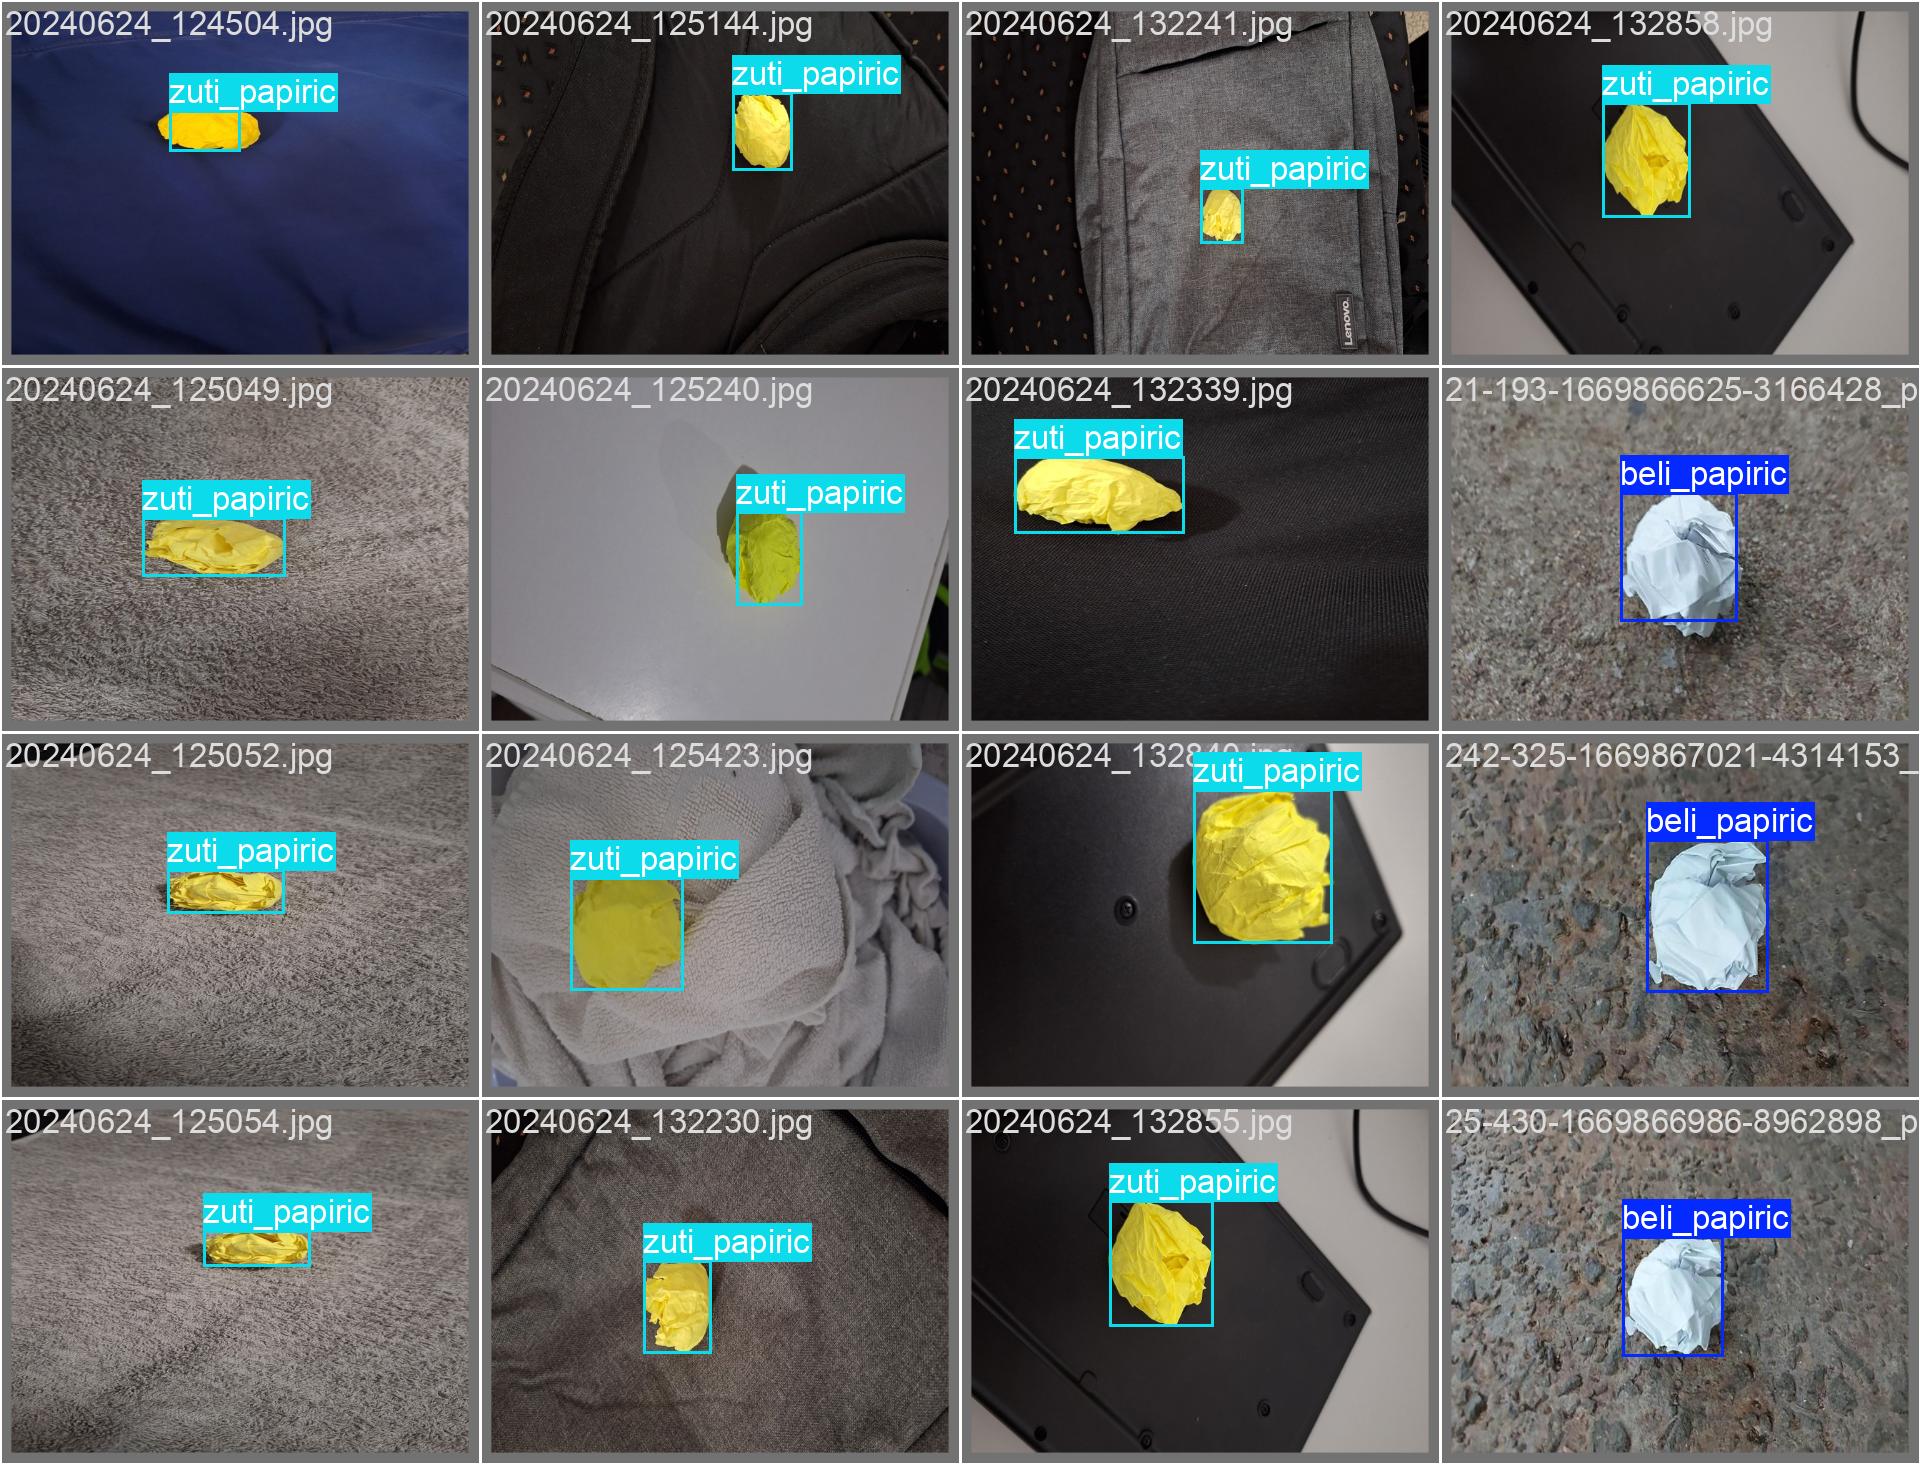 20240624_124504.jpg
zuti_papiric
20240624_125144.jpg
zuti_papiric
20240624_132241.jpg
zuti_papiric
Lenovo.
20240624_132858.jpg
zuti_papiric
20240624_125049.jpg
zuti_papiric
20240624_125240.jpg
zuti_papiric
20240624_132339.jpg
zuti_papiric
21-193-1669866625-3166428_p
beli_papiric
20240624_125052.jpg
zuti_papiric
20240624_125423.jpg
zuti_papiric
20240624_132840.jpg
zuti_papiric
242-325-1669867021-4314153_
beli_papiric
20240624_125054.jpg
zuti_papiric
20240624_132230.jpg
zuti_papiric
20240624_132855.jpg
zuti_papiric
25-430-1669866986-8962898_p
beli_papiric